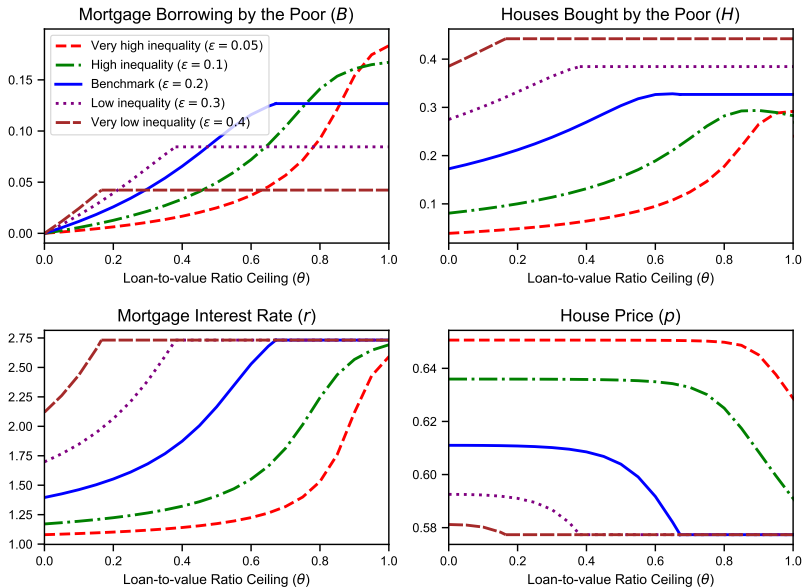 Mortgage Borrowing by the Poor (B)
0.15
0.10
0.05
0.00
Very high inequality (ε = 0.05)
High inequality (ε = 0.1)
Benchmark (ε = 0.2)
Low inequality (ε = 0.3)
Very low inequality (ε = 0.4)
0.0 0.2 0.4 0.6 0.8 1.0
Loan-to-value Ratio Ceiling (θ)
Houses Bought by the Poor (H)
0.4
0.3
0.2
0.1
0.0 0.2 0.4 0.6 0.8 1.0
Loan-to-value Ratio Ceiling (θ)
Mortgage Interest Rate (r)
2.75
2.50
2.25
2.00
1.75
1.50
1.25
1.00
0.0 0.2 0.4 0.6 0.8 1.0
Loan-to-value Ratio Ceiling (θ)
House Price (p)
0.64
0.62
0.60
0.58
0.0 0.2 0.4 0.6 0.8 1.0
Loan-to-value Ratio Ceiling (θ)